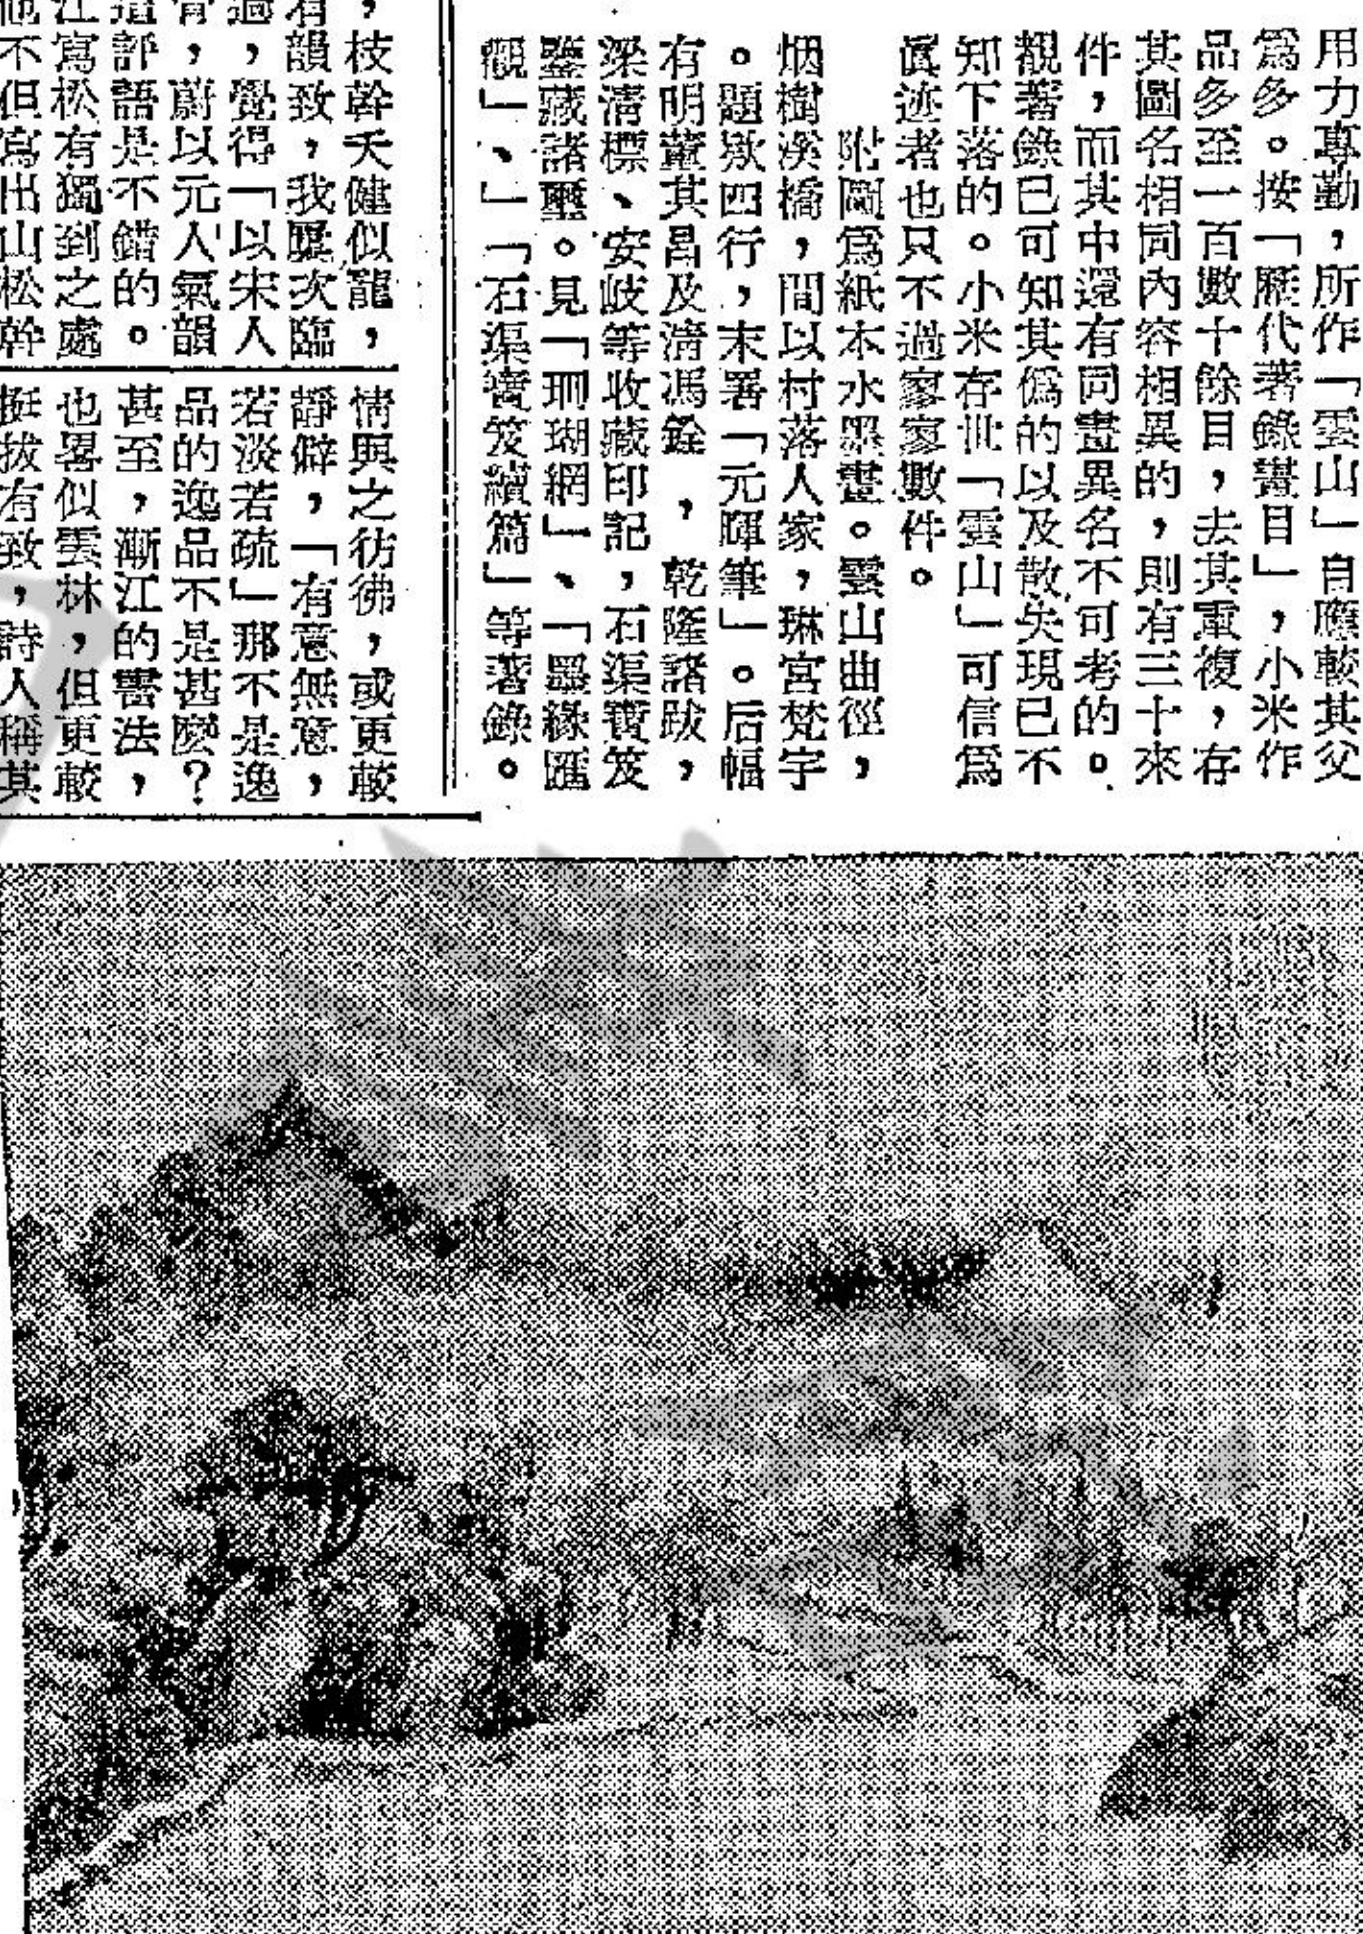 用力專勤，所作「雲山」自應較其父
爲多。按「歷代著錄畫目」，小米作
品多至一百數十餘目，去其重複，存
其圖名相同內容相異的，則有三十來
件，而其中還有同畫異名不可考的。
觀著錄已可知其僞的以及散失現已不
知下落的。小米存世「雲山」可信爲
眞迹者也只不過寥寥數件。
附圖爲紙本水墨畫。雲山曲徑，
烟樹溪橋，間以村落人家，琳宮梵宇
。題欵四行，末署「元暉筆」。后幅
有明董其昌及清馮銓，乾隆諸跋，
梁清標、安岐等收藏印記，石渠寶笈
鑒藏諸璽。見「珊瑚網」、「墨緣匯
觀」、「「石渠寶笈續篇」等著錄。
，枝幹夭健似龍，
有韻致，我屢次臨
過，覺得「以宋人
骨，蔚以元人氣韻
這評語是不錯的。
江寫松有獨到之處
他不但寫出山松幹
情與之彷彿，或更較
靜僻，「有意無意，
若淡若疏」那不是逸
品的逸品不是甚麼？
甚至，漸江的書法，
也畧似雲林，但更較
挺拔有致，詩人稱其